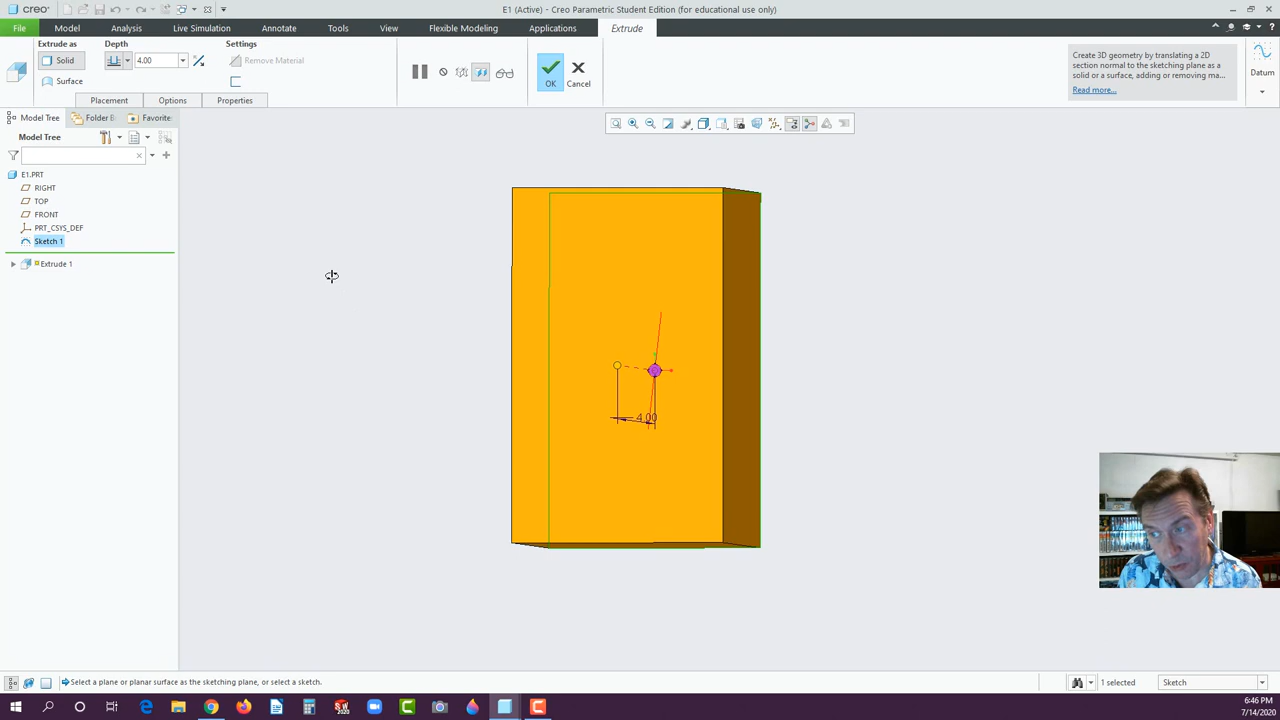 creo
E1 (Active) - Creo Parametric Student Edition (for educational use only)
File Model Analysis Live Simulation Annotate Tools View Flexible Modeling Applications Extrude
Extrude as Depth Settings
Solid 4.00 Remove Material
Surface
OK Cancel
Create 3D geometry by translating a 2D
section normal to the sketching plane as a
solid or a surface, adding or removing ma...
Read more...
Datum
Placement Options Properties
Model Tree Folder B Favorite
Model Tree
E1.PRT
RIGHT
TOP
FRONT
PRT_CSYS_DEF
Sketch 1
Extrude 1
4.00
Select a plane or planar surface as the sketching plane, or select a sketch.
1 selected
Sketch
6:46 PM
7/14/2020